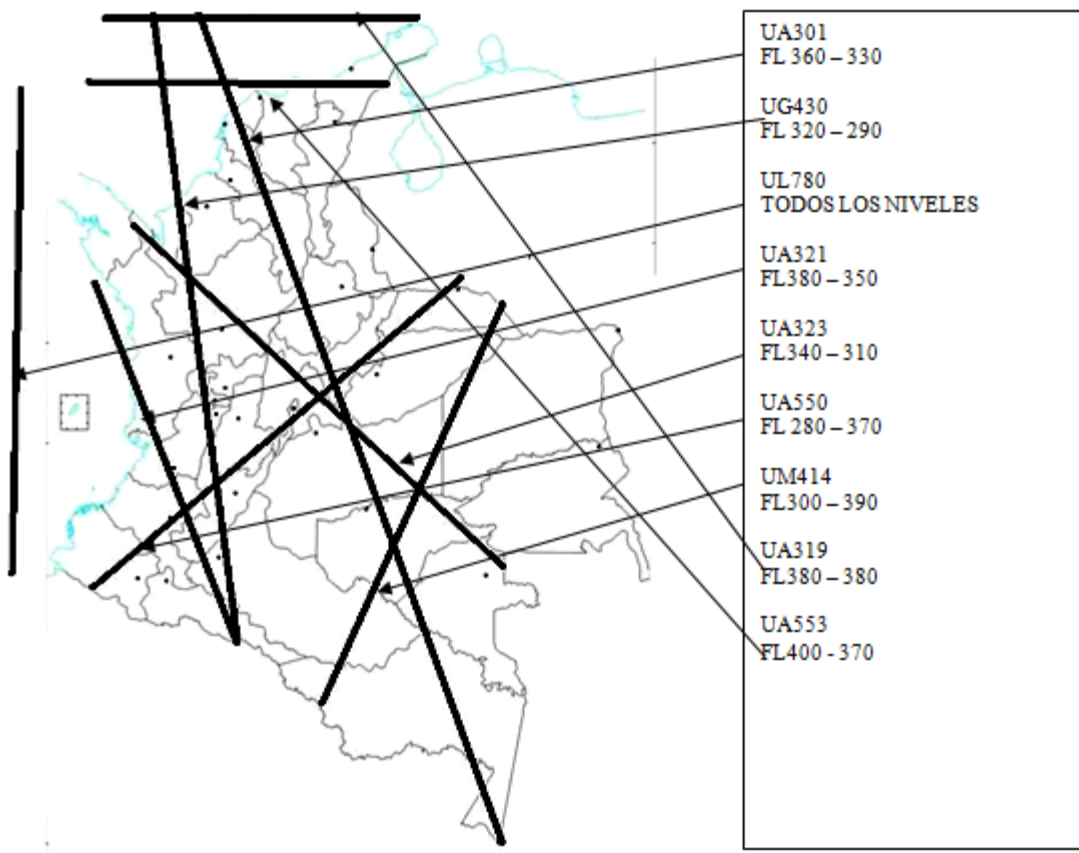 UA301
FL 360 – 330
UG430
FL 320 – 290
UL780
TODOS LOS NIVELES
UA321
FL380 – 350
UA323
FL340 – 310
UA550
FL 280 – 370
UM414
FL300 – 390
UA319
FL380 – 380
UA553
FL400 - 370